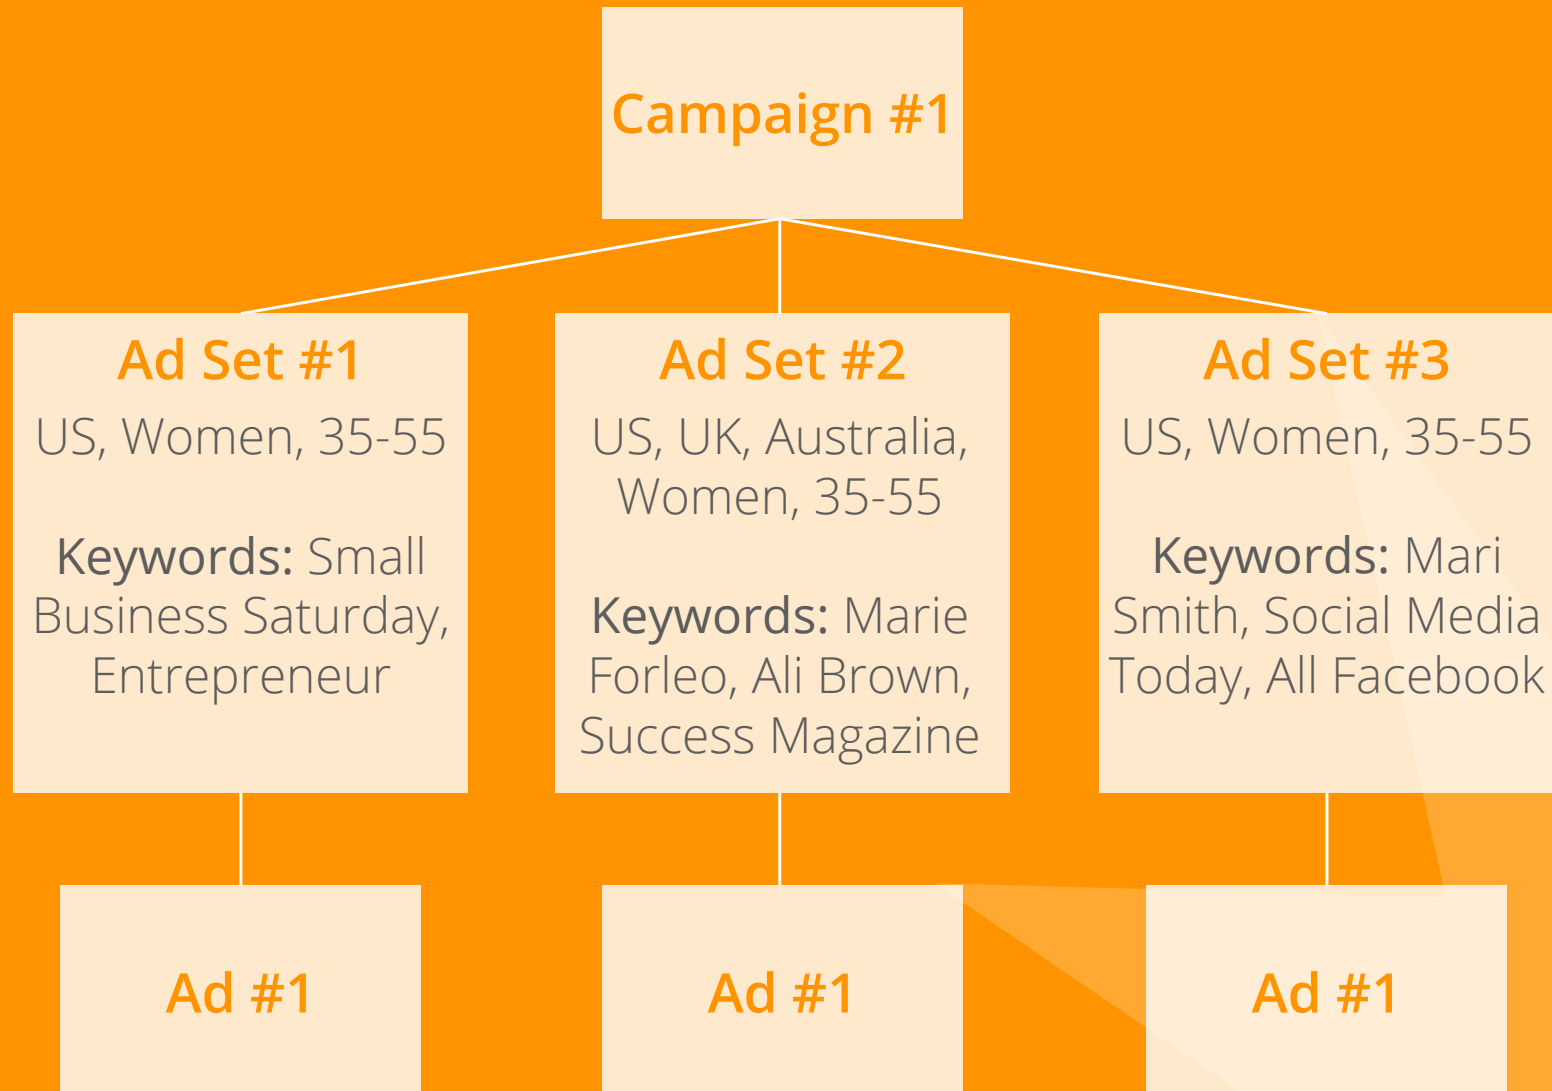 Campaign #1
Ad Set #1
US, Women, 35-55
Keywords: Small
Business Saturday,
Entrepreneur
Ad Set #2
US, UK, Australia,
Women, 35-55
Keywords: Marie
Forleo, Ali Brown,
Success Magazine
Ad Set #3
US, Women, 35-55
Keywords: Mari
Smith, Social Media
Today, All Facebook
Ad #1
Ad #1
Ad #1